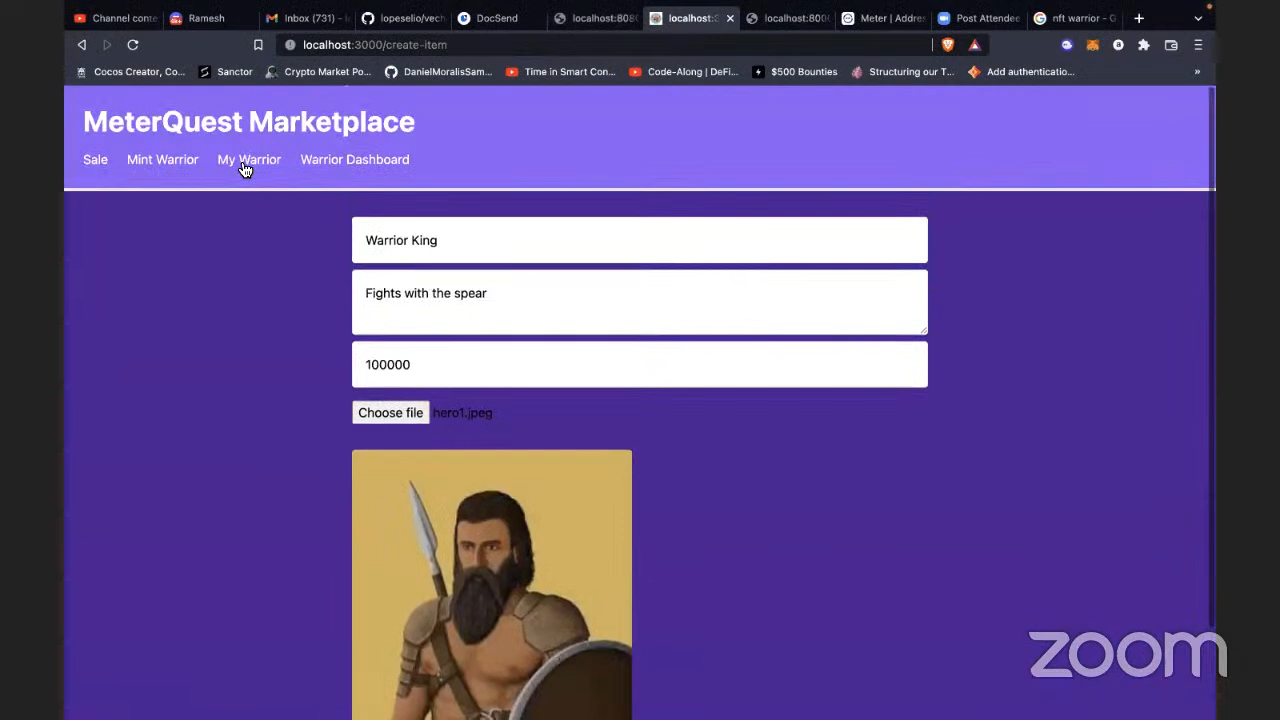 Channel conte
Ramesh
Inbox (731) - l
lopeselio/vech
DocSend
localhost:808
localhost:3
localhost:800
Meter | Addres
Post Attendee
nft warrior - G
localhost:3000/create-item
Cocos Creator, Co...
Sanctor
Crypto Market Po...
DanielMoralisSam...
Time in Smart Con...
Code-Along | DeFi...
$500 Bounties
Structuring our T...
Add authenticatio...
»
MeterQuest Marketplace
Sale
Mint Warrior
My Warrior
Warrior Dashboard
Warrior King
Fights with the spear
100000
Choose file hero1.jpeg
zoom